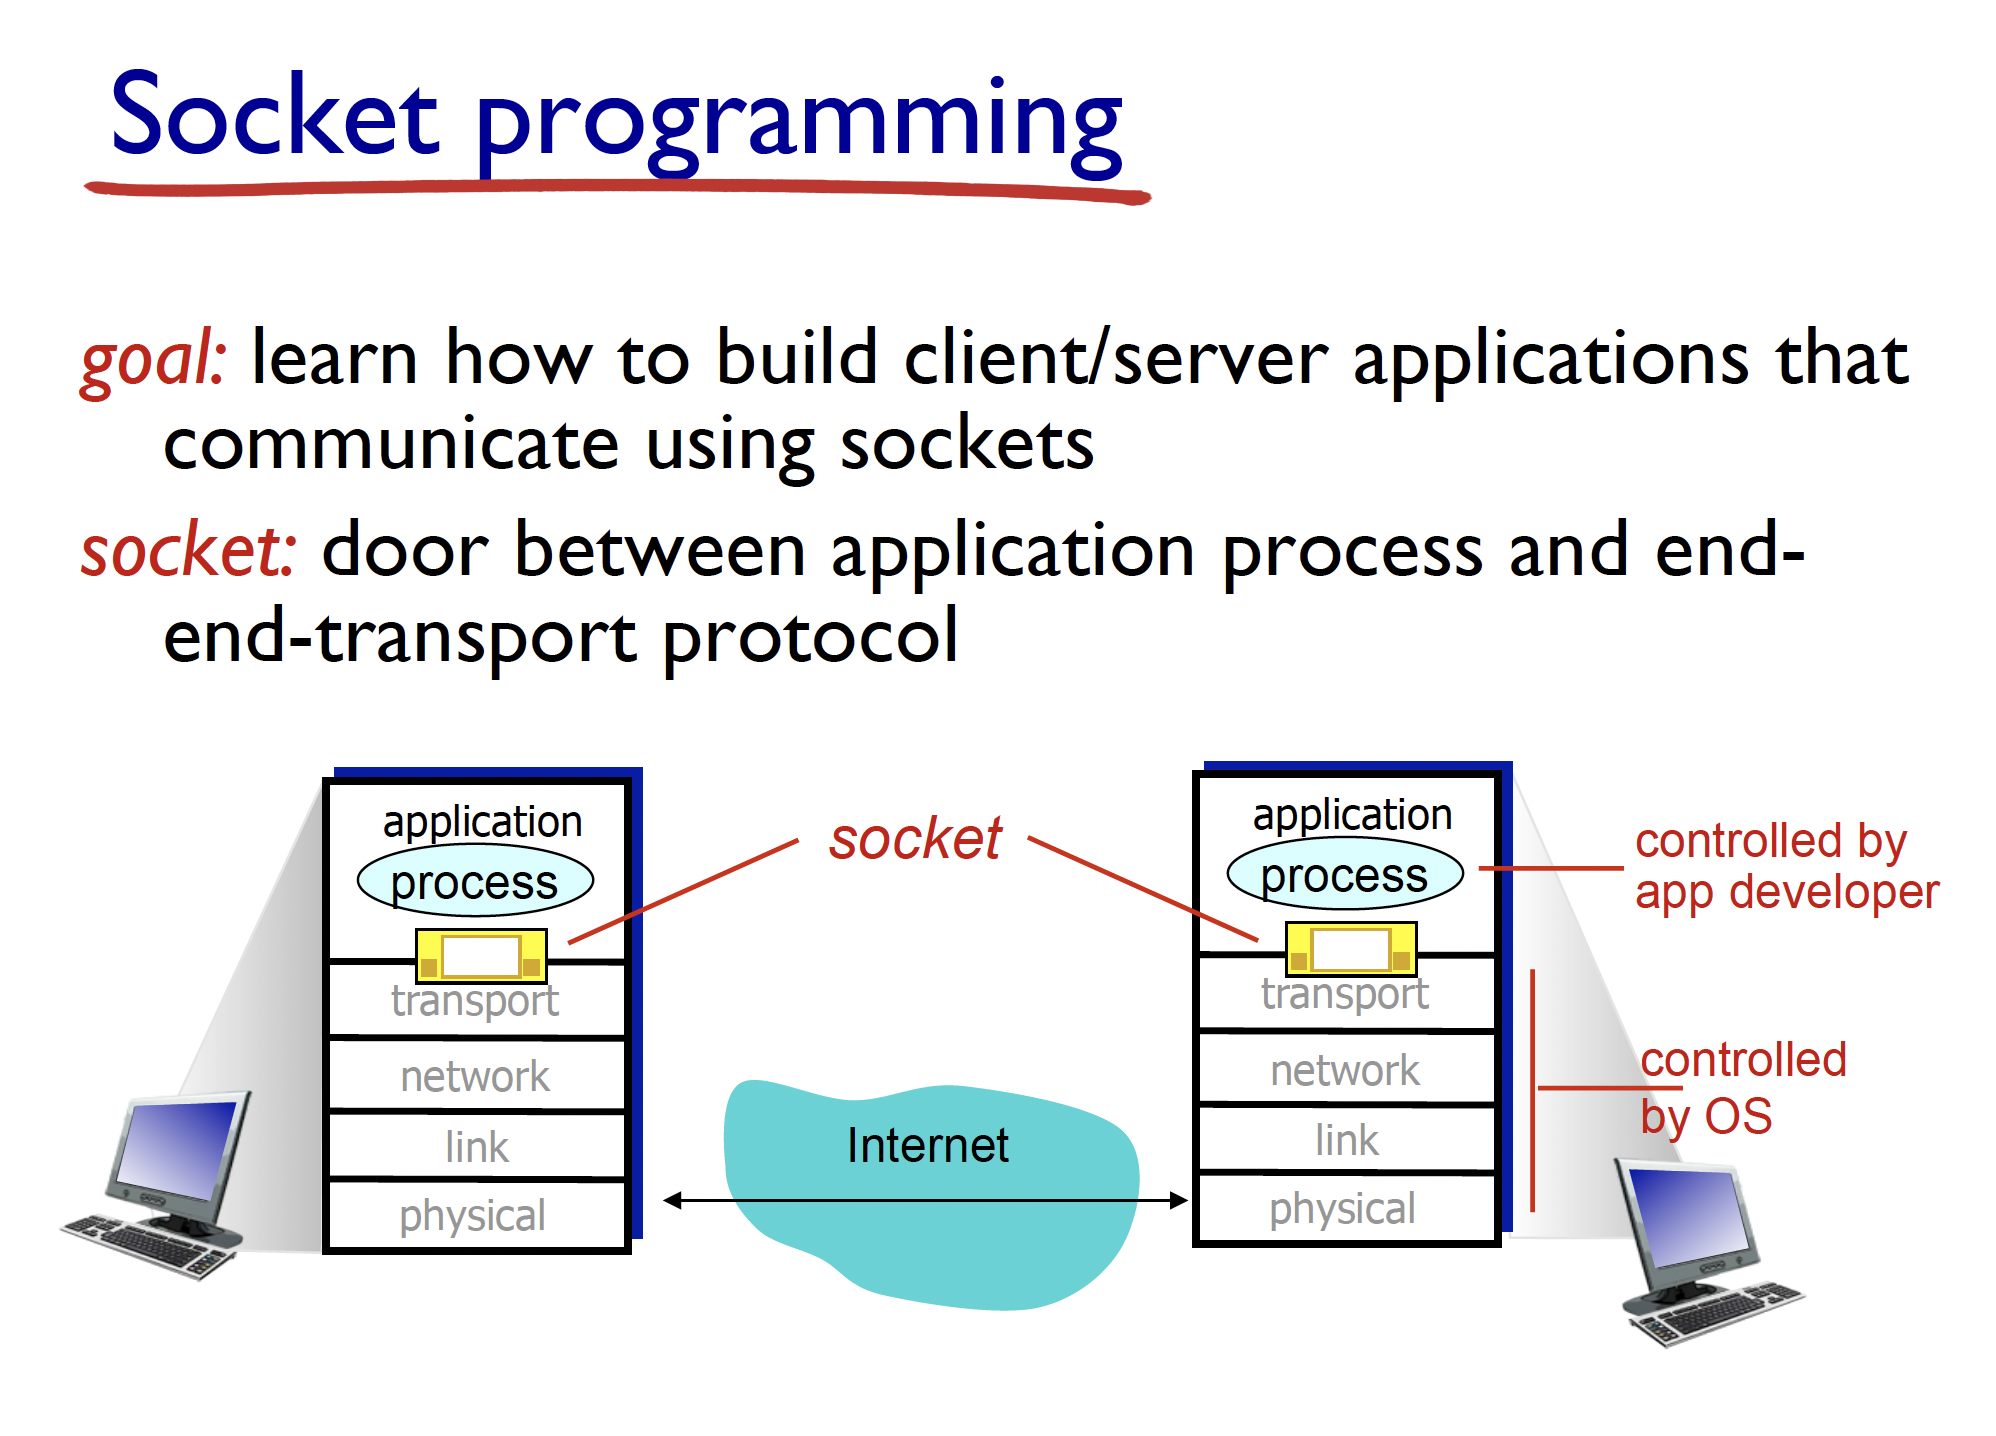 Socket programming
goal: learn how to build client/server applications that
communicate using sockets
socket: door between application process and end-
end-transport protocol
application
process
transport
network
link
physical
socket
Internet
application
process
transport
network
link
physical
controlled by
app developer
controlled
by OS